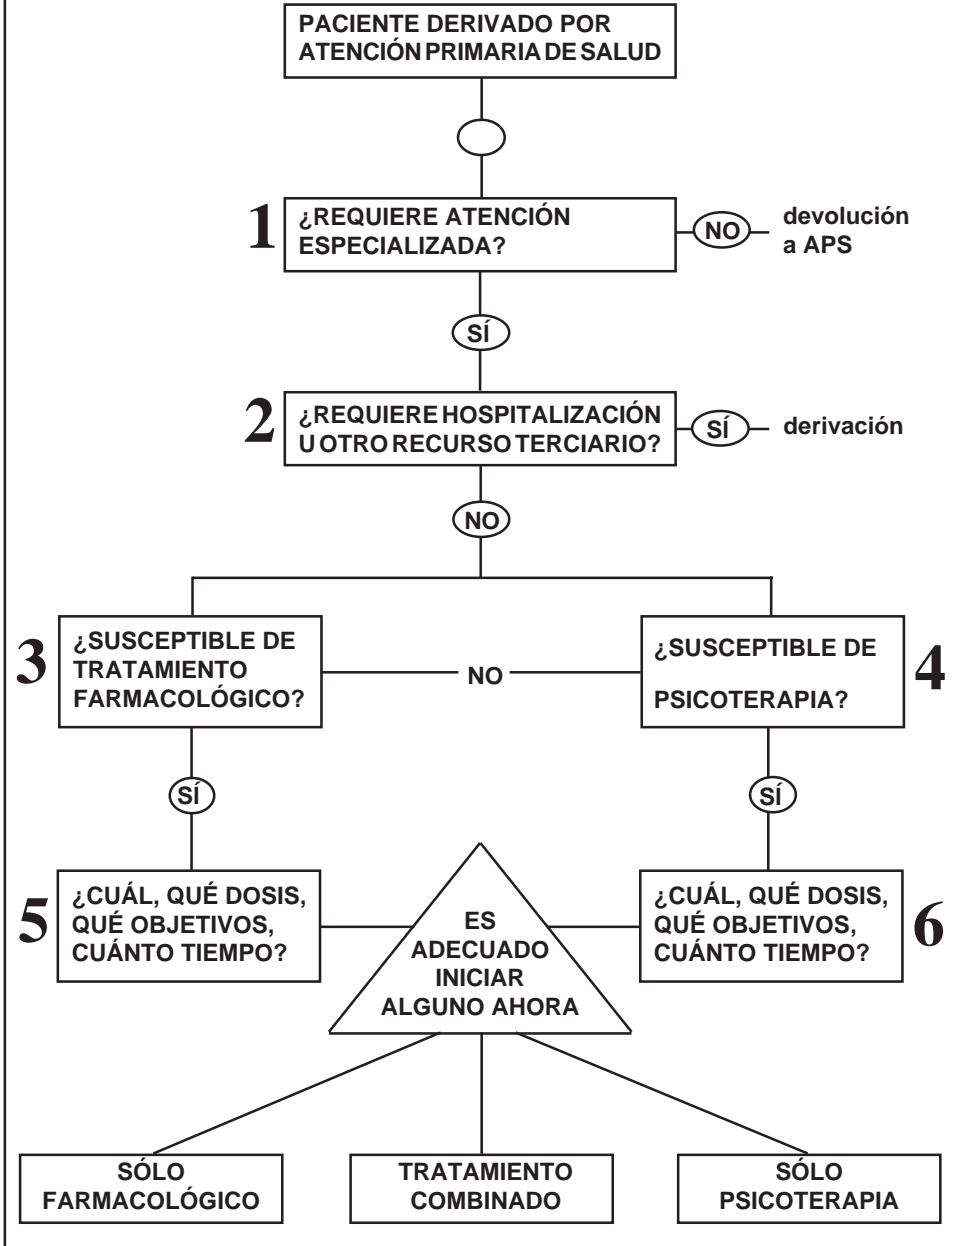 PACIENTE DERIVADO POR
ATENCIÓN PRIMARIA DE SALUD
1
¿REQUIERE ATENCIÓN
ESPECIALIZADA?
NO
devolución
a APS
SÍ
2
¿REQUIERE HOSPITALIZACIÓN
U OTRO RECURSO TERCIARIO?
SÍ
derivación
NO
3
¿SUSCEPTIBLE DE
TRATAMIENTO
FARMACOLÓGICO?
NO
¿SUSCEPTIBLE DE
PSICOTERAPIA?
4
SÍ
SÍ
5
¿CUÁL, QUÉ DOSIS,
QUÉ OBJETIVOS,
CUÁNTO TIEMPO?
ES
ADECUADO
INICIAR
ALGUNO AHORA
¿CUÁL, QUÉ DOSIS,
QUÉ OBJETIVOS,
CUÁNTO TIEMPO?
6
SÓLO
FARMACOLÓGICO
TRATAMIENTO
COMBINADO
SÓLO
PSICOTERAPIA